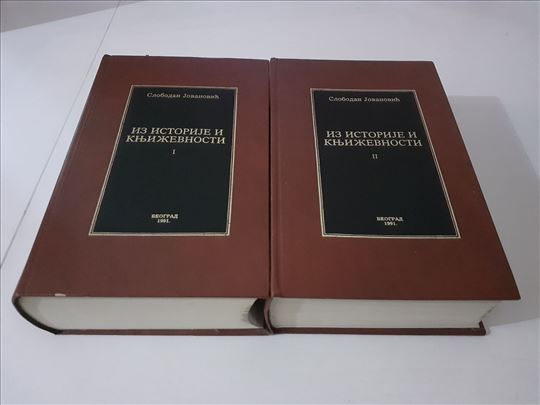 Слободан Јовановић
ИЗ ИСТОРИЈЕ И
КЊИЖЕВНОСТИ
I
БЕОГРАД
1991.
Слободан Јовановић
ИЗ ИСТОРИЈЕ И
КЊИЖЕВНОСТИ
II
БЕОГРАД
1991.